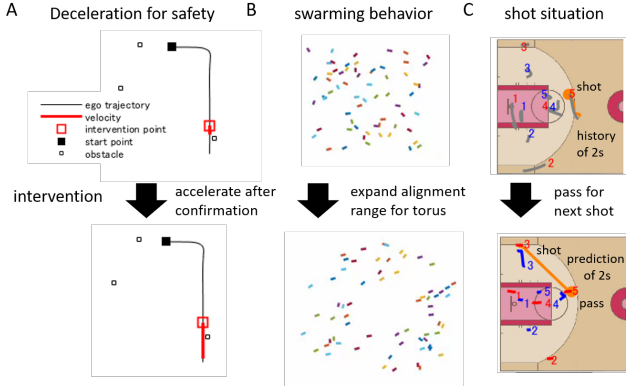 A
Deceleration for safety
ego trajectory
velocity
intervention point
start point
obstacle
intervention
accelerate after
confirmation
B
swarming behavior
expand alignment
range for torus
C
shot situation
3
3
5
5
shot
1
1
4
4
2
history
of 2s
2
pass for
next shot
3
shot
3
prediction
of 2s
5
5
1
1
4
4
pass
2
2